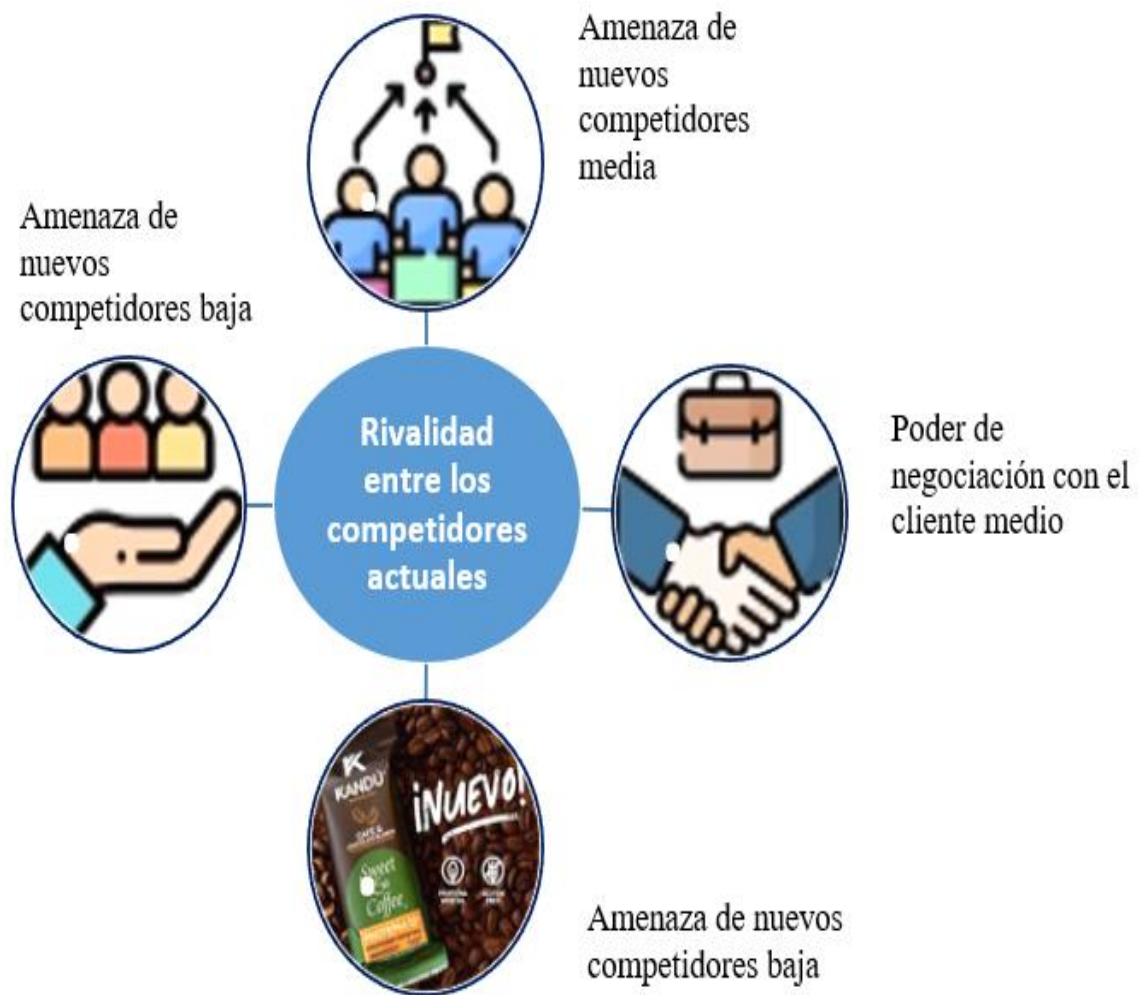 Amenaza de
nuevos
competidores
media
Amenaza de
nuevos
competidores baja
Rivalidad
entre los
competidores
actuales
Poder de
negociación con el
cliente medio
KANDÚ
¡NUEVO!
Sweet
&
Coffee
Amenaza de nuevos
competidores baja